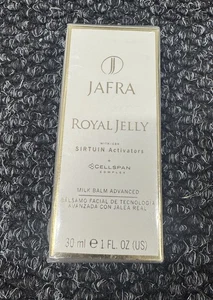 JAFRA
ROYAL JELLY
SIRTUIN Activators
+
CELLSPAN
COMPLEX
MILK BALM ADVANCED
BÁLSAMO FACIAL DE TECNOLOGÍA
AVANZADA CON JALEA REAL
30 ml e 1 FL. OZ (US)